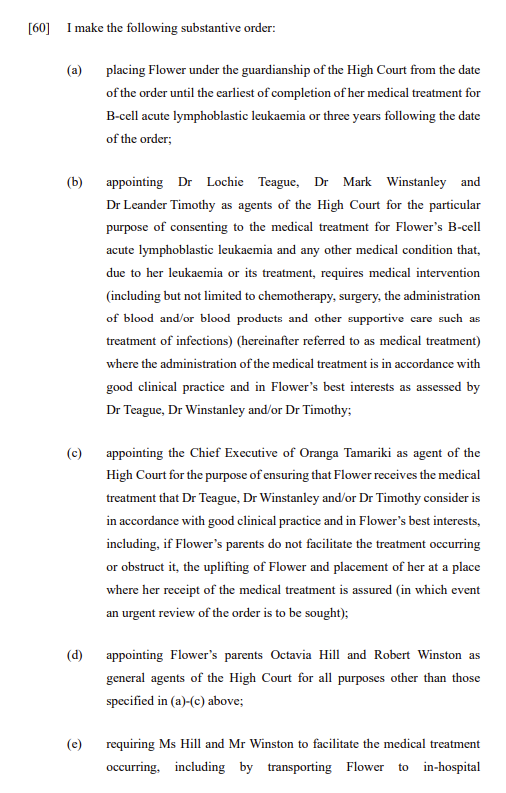 [60] I make the following substantive order:
(a) placing Flower under the guardianship of the High Court from the date
of the order until the earliest of completion of her medical treatment for
B-cell acute lymphoblastic leukaemia or three years following the date
of the order;
(b) appointing Dr Lochie Teague, Dr Mark Winstanley and
Dr Leander Timothy as agents of the High Court for the particular
purpose of consenting to the medical treatment for Flower’s B-cell
acute lymphoblastic leukaemia and any other medical condition that,
due to her leukaemia or its treatment, requires medical intervention
(including but not limited to chemotherapy, surgery, the administration
of blood and/or blood products and other supportive care such as
treatment of infections) (hereinafter referred to as medical treatment)
where the administration of the medical treatment is in accordance with
good clinical practice and in Flower’s best interests as assessed by
Dr Teague, Dr Winstanley and/or Dr Timothy;
(c) appointing the Chief Executive of Oranga Tamariki as agent of the
High Court for the purpose of ensuring that Flower receives the medical
treatment that Dr Teague, Dr Winstanley and/or Dr Timothy consider is
in accordance with good clinical practice and in Flower’s best interests,
including, if Flower’s parents do not facilitate the treatment occurring
or obstruct it, the uplifting of Flower and placement of her at a place
where her receipt of the medical treatment is assured (in which event
an urgent review of the order is to be sought);
(d) appointing Flower’s parents Octavia Hill and Robert Winston as
general agents of the High Court for all purposes other than those
specified in (a)-(c) above;
(e) requiring Ms Hill and Mr Winston to facilitate the medical treatment
occurring, including by transporting Flower to in-hospital